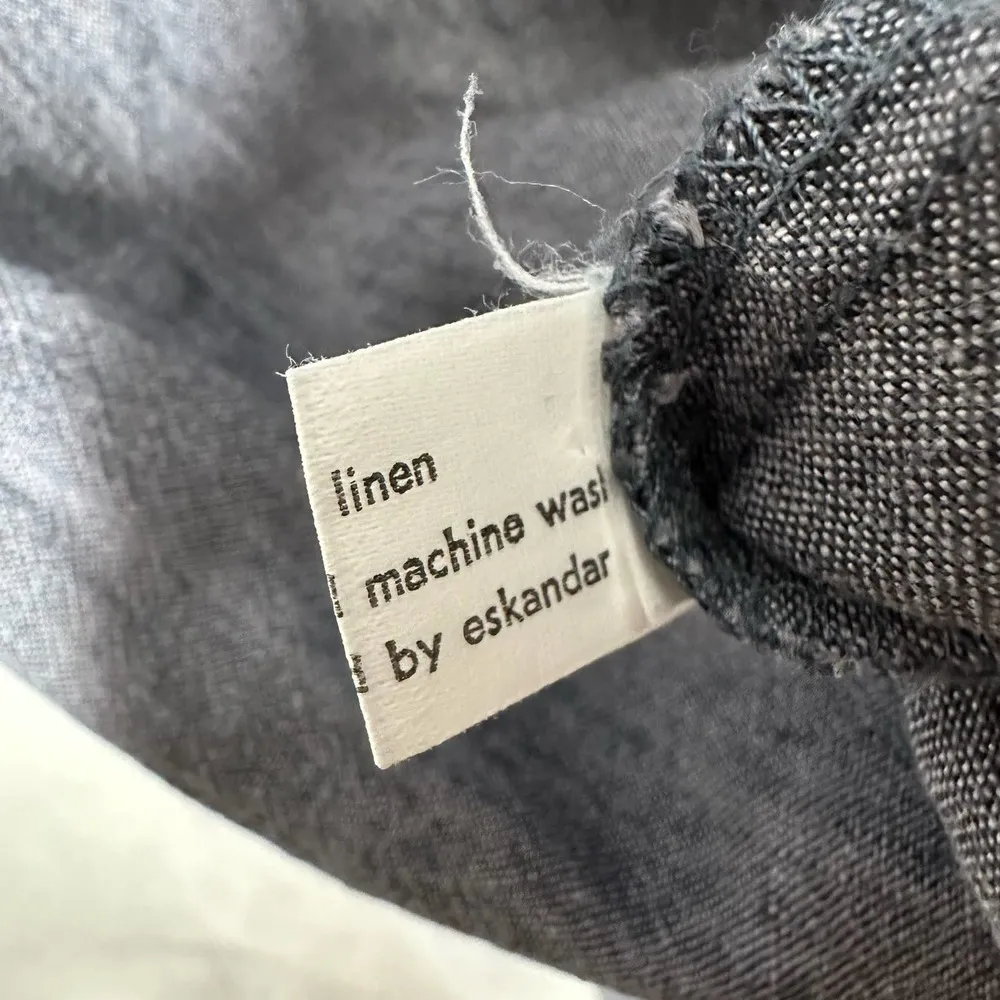 linen
machine wash
by eskandar